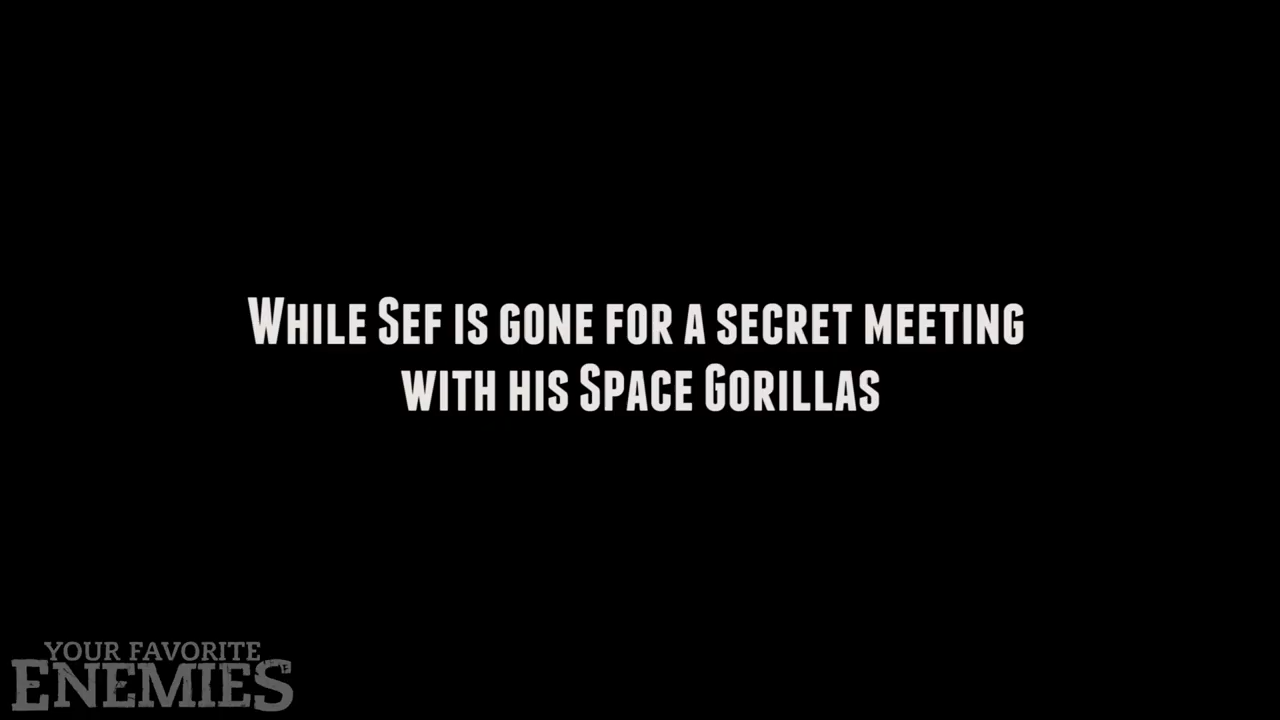 While Sef is gone for a secret meeting
with his Space Gorillas
YOUR FAVORITE
ENEMIES